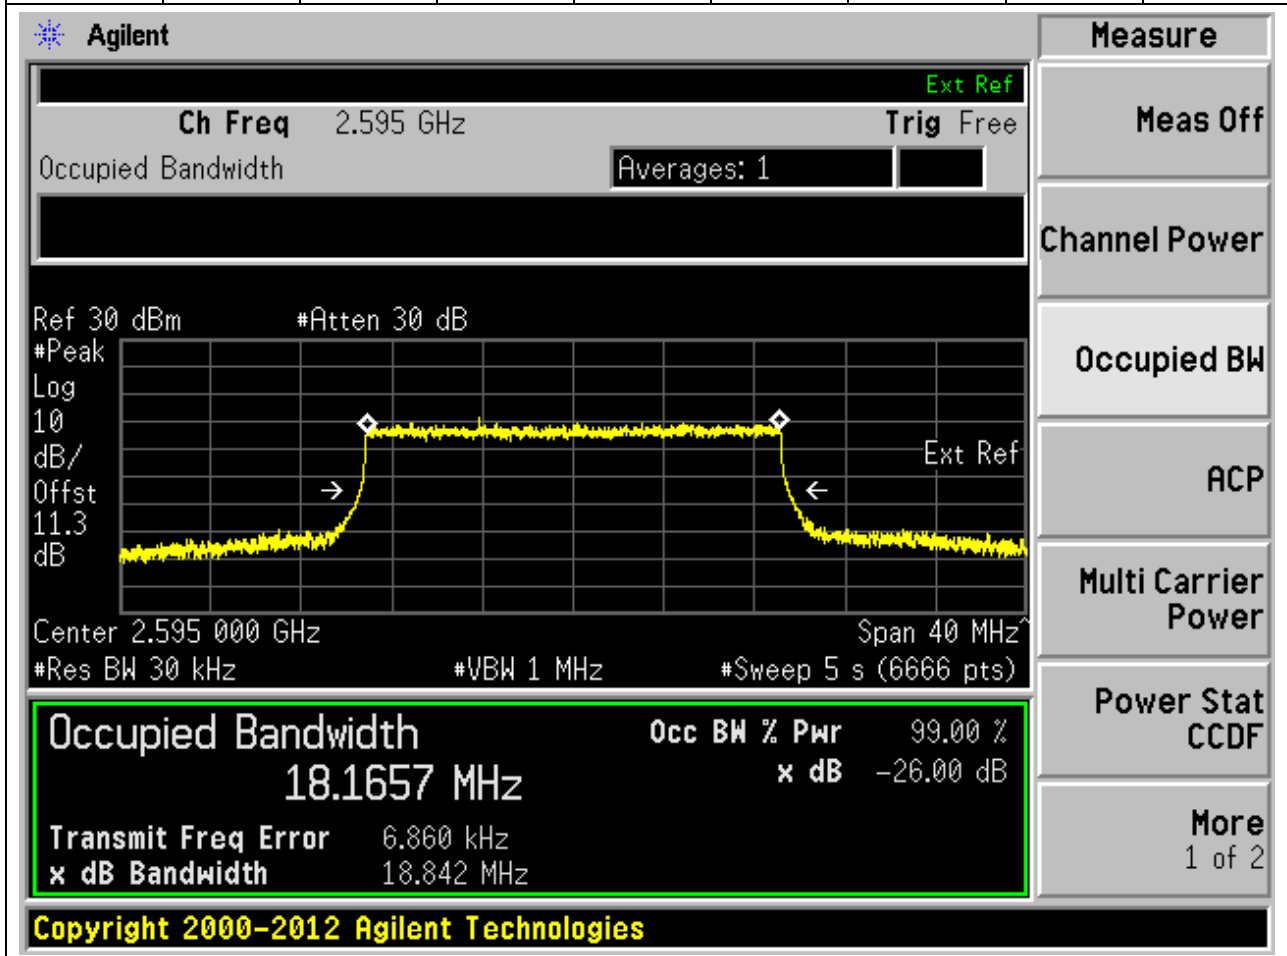 Agilent
Measure
Ext Ref
Ch Freq 2.595 GHz Trig Free
Occupied Bandwidth Averages: 1
Meas Off
Channel Power
Occupied BW
ACP
Multi Carrier
Power
Power Stat
CCDF
More
1 of 2
Ref 30 dBm #Atten 30 dB
#Peak
Log
10
dB/
Offst
11.3
dB
Ext Ref
Center 2.595 000 GHz Span 40 MHz^
#Res BW 30 kHz #VBW 1 MHz #Sweep 5 s (6666 pts)
Occupied Bandwidth Occ BW % Pwr 99.00 %
18.1657 MHz x dB -26.00 dB
Transmit Freq Error 6.860 kHz
x dB Bandwidth 18.842 MHz
Copyright 2000-2012 Agilent Technologies